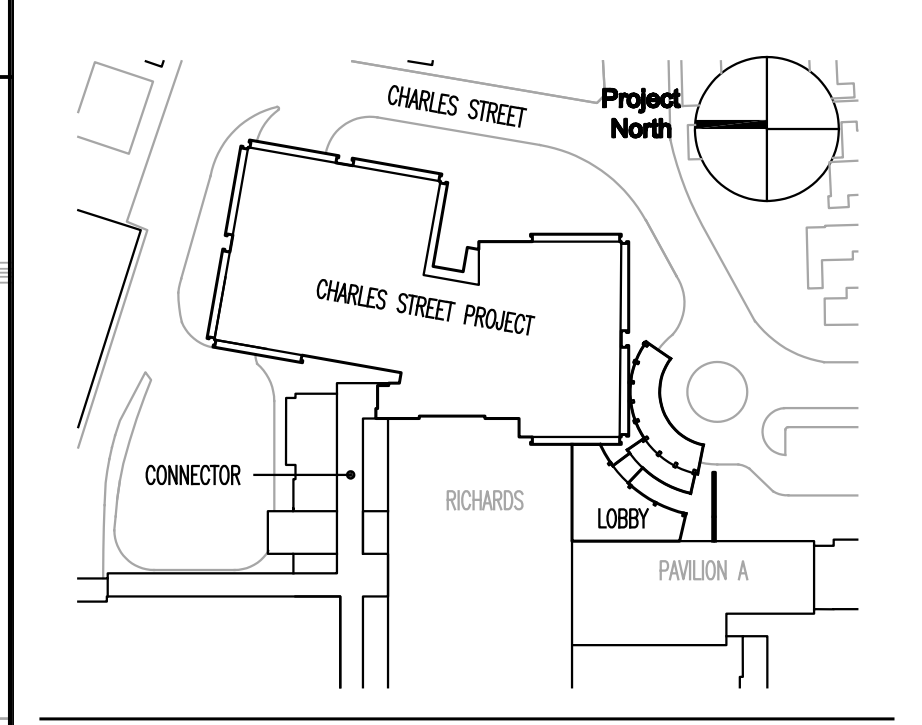 CHARLES STREET
Project
North
CHARLES STREET PROJECT
CONNECTOR
RICHARDS
LOBBY
PAVILION A